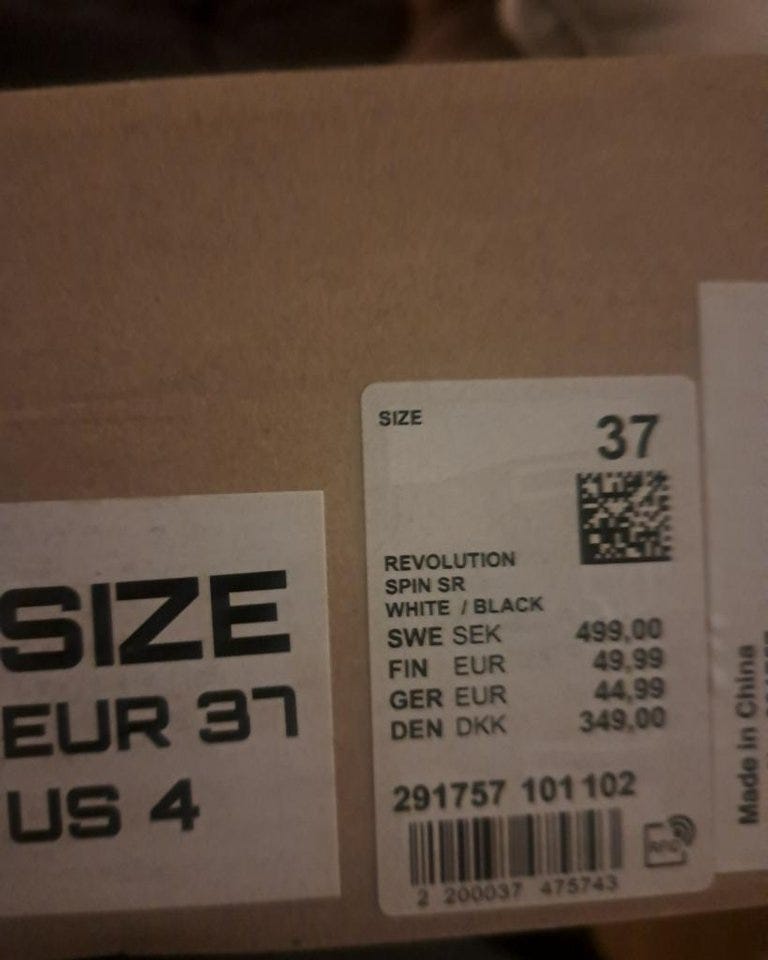 SIZE
EUR 37
US 4
SIZE
37
REVOLUTION
SPIN SR
WHITE / BLACK
SWE SEK 499,00
FIN EUR 49,99
GER EUR 44,99
DEN DKK 349,00
291757 101 102
2 200037 475743
RFID
Made in China